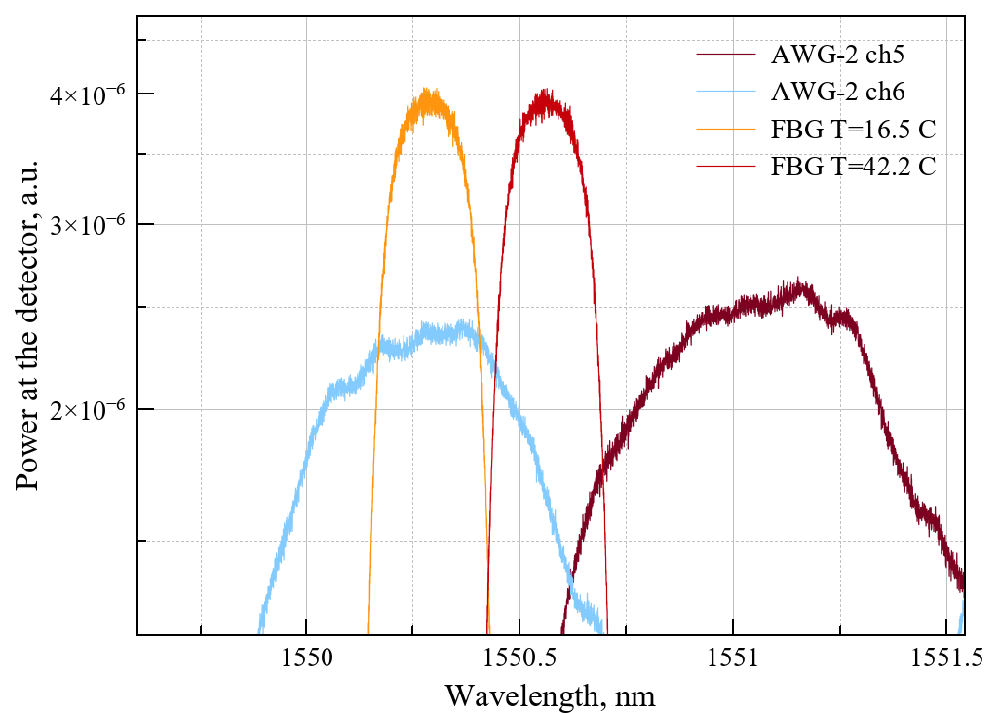 AWG-2 ch5
AWG-2 ch6
FBG T=16.5 C
FBG T=42.2 C
4×10⁻⁶
3×10⁻⁶
2×10⁻⁶
Power at the detector, a.u.
1550
1550.5
1551
1551.5
Wavelength, nm